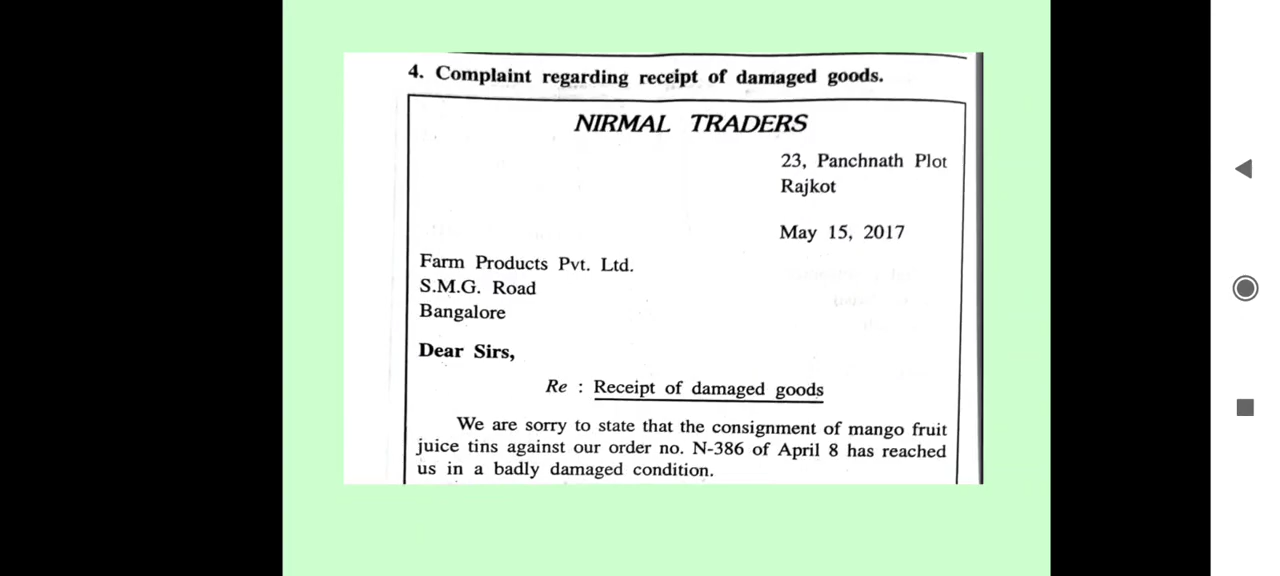 4. Complaint regarding receipt of damaged goods.
NIRMAL TRADERS
23, Panchnath Plot
Rajkot
May 15, 2017
Farm Products Pvt. Ltd.
S.M.G. Road
Bangalore
Dear Sirs,
Re : Receipt of damaged goods
We are sorry to state that the consignment of mango fruit
juice tins against our order no. N-386 of April 8 has reached
us in a badly damaged condition.